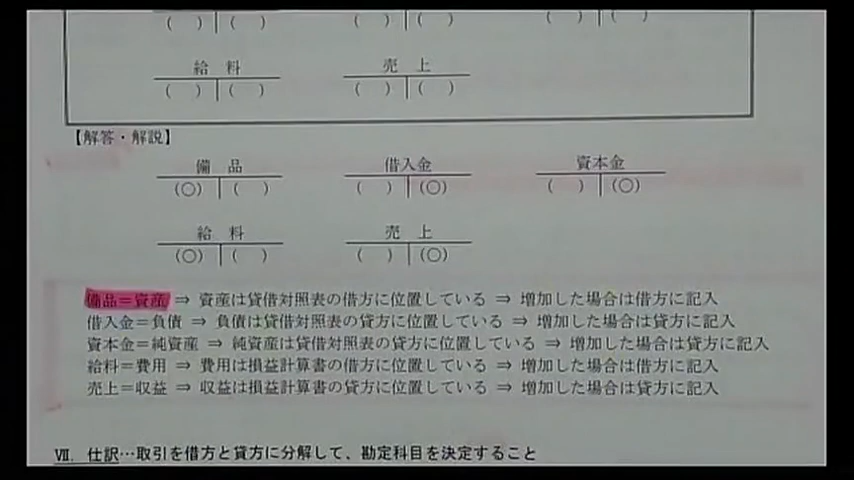 ( ) ( ) ( ) ( ) ( ) ( )
給 料 売 上
( ) ( ) ( ) ( )
【解答・解説】
備 品 借入金 資本金
(○) ( ) ( ) (○) ( ) (○)
給 料 売 上
(○) ( ) ( ) (○)
備品＝資産 ⇒ 資産は貸借対照表の借方に位置している ⇒ 増加した場合は借方に記入
借入金＝負債 ⇒ 負債は貸借対照表の貸方に位置している ⇒ 増加した場合は貸方に記入
資本金＝純資産 ⇒ 純資産は貸借対照表の貸方に位置している ⇒ 増加した場合は貸方に記入
給料＝費用 ⇒ 費用は損益計算書の借方に位置している ⇒ 増加した場合は借方に記入
売上＝収益 ⇒ 収益は損益計算書の貸方に位置している ⇒ 増加した場合は貸方に記入
Ⅶ. 仕訳…取引を借方と貸方に分解して、勘定科目を決定すること